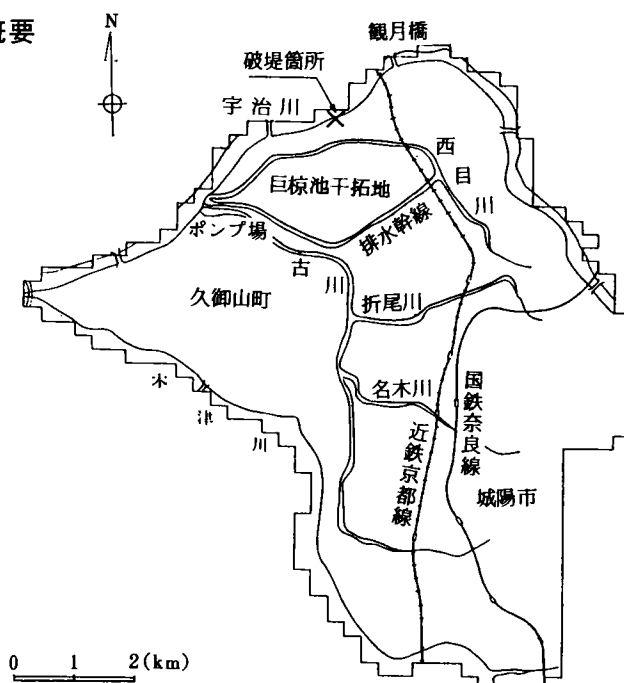 概要
N
観月橋
破堤箇所
宇治川
西目川
巨椋池干拓地
排水幹線
ポンプ場
古川
久御山町
折尾川
名木川
木津川
国鉄奈良線
近鉄京都線
城陽市
0 1 2(km)